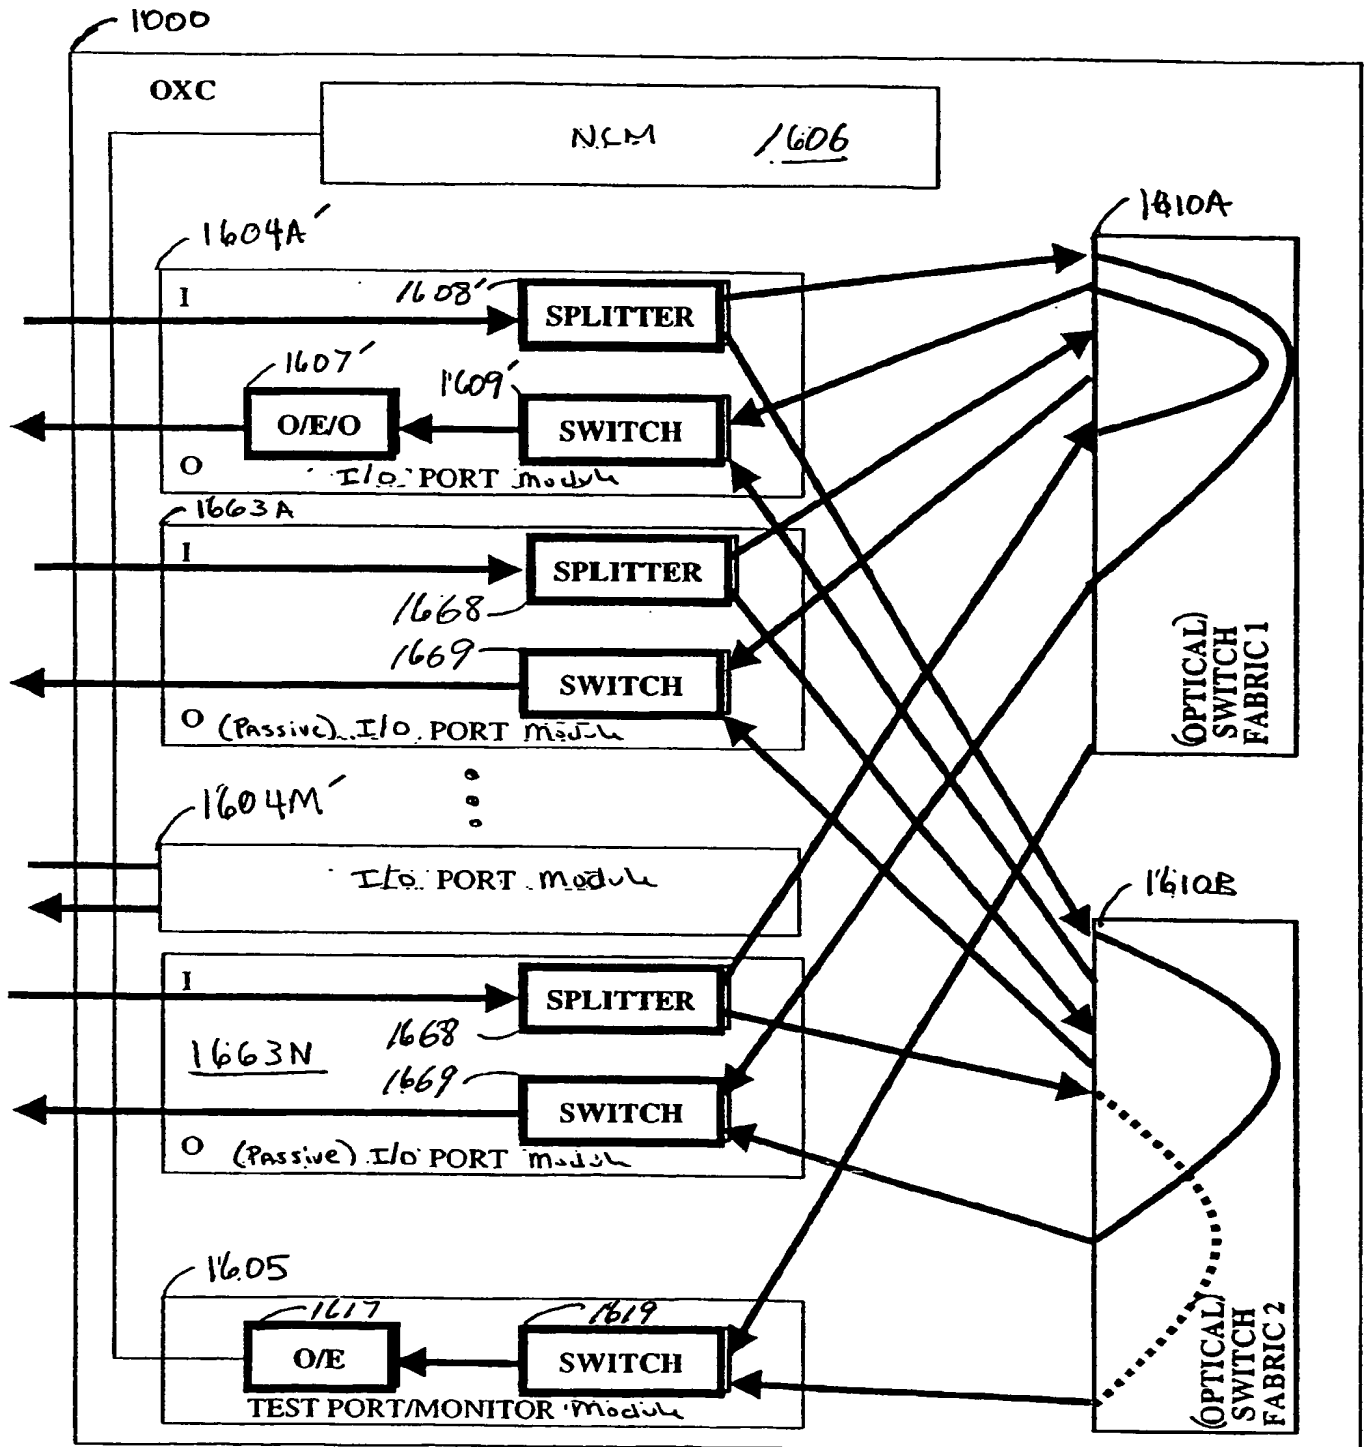 1000
OXC
NCM 1606
1610A
1604A'
I
1608'
SPLITTER
1607'
1609'
O/E/O
SWITCH
O
I/O PORT module
1663A
I
SPLITTER
1668
1669
SWITCH
O (Passive) I/O PORT Module
(OPTICAL)
SWITCH
FABRIC 1
1604M'
I/O PORT module
1610B
I
SPLITTER
1668
1663N
1669
SWITCH
O (Passive) I/O PORT module
1605
1617
1619
O/E
SWITCH
TEST PORT/MONITOR Module
(OPTICAL)
SWITCH
FABRIC 2